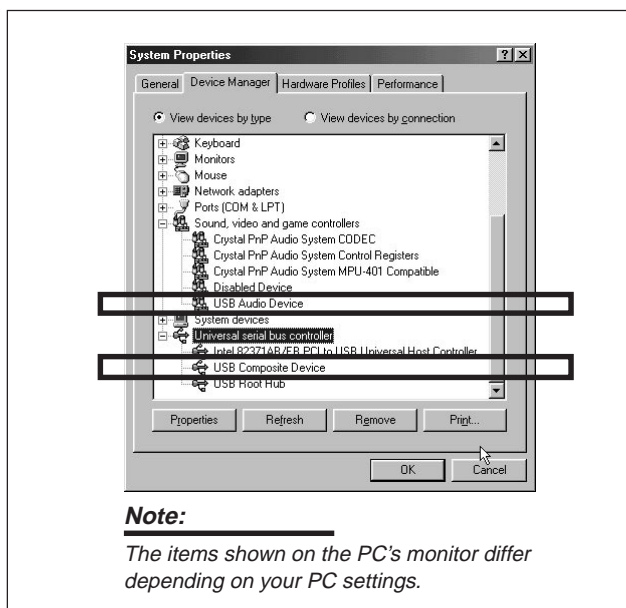 System Properties
General Device Manager Hardware Profiles Performance
View devices by type View devices by connection
Keyboard
Monitors
Mouse
Network adapters
Ports (COM & LPT)
Sound, video and game controllers
Crystal PnP Audio System CODEC
Crystal PnP Audio System Control Registers
Crystal PnP Audio System MPU-401 Compatible
Disabled Device
USB Audio Device
System devices
Universal serial bus controller
Intel 82371AB/EB PCI to USB Universal Host Controller
USB Composite Device
USB Root Hub
Properties Refresh Remove Print...
OK Cancel
Note:
The items shown on the PC's monitor differ
depending on your PC settings.